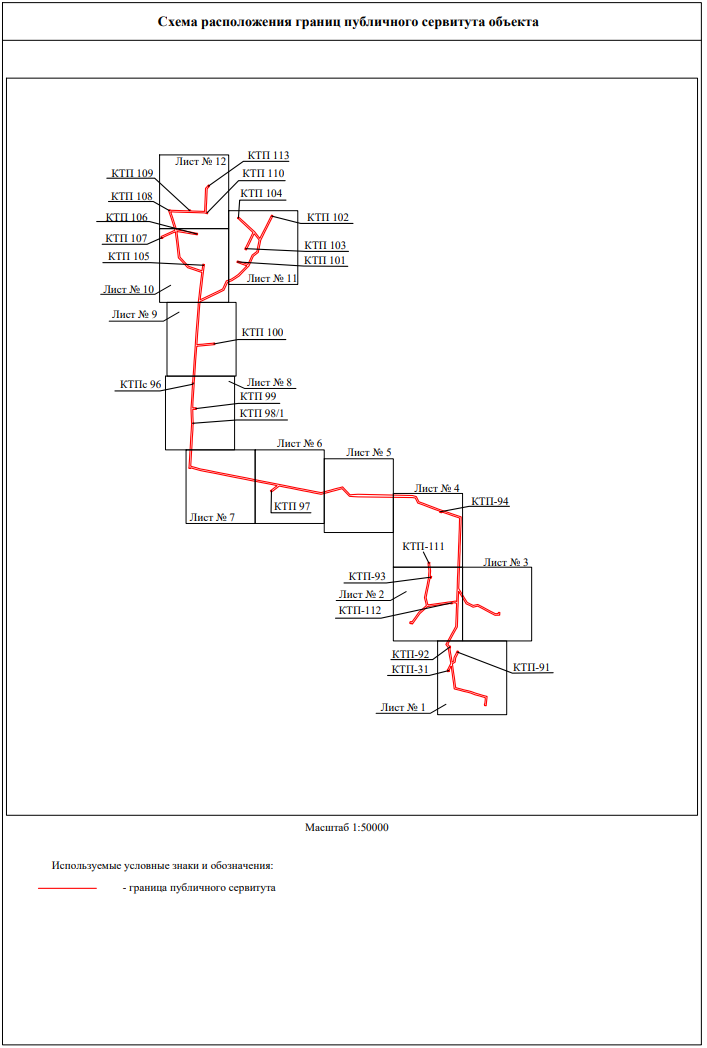 Схема расположения границ публичного сервитута объекта
Лист № 12
КТП 113
КТП 109
КТП 110
КТП 108
КТП 104
КТП 106
КТП 102
КТП 107
КТП 103
КТП 105
КТП 101
Лист № 11
Лист № 10
Лист № 9
КТП 100
КТПс 96
Лист № 8
КТП 99
КТП 98/1
Лист № 6
Лист № 5
Лист № 4
КТП-94
КТП 97
Лист № 7
КТП-111
Лист № 3
КТП-93
Лист № 2
КТП-112
КТП-92
КТП-91
КТП-31
Лист № 1
Масштаб 1:50000
Используемые условные знаки и обозначения:
- граница публичного сервитута